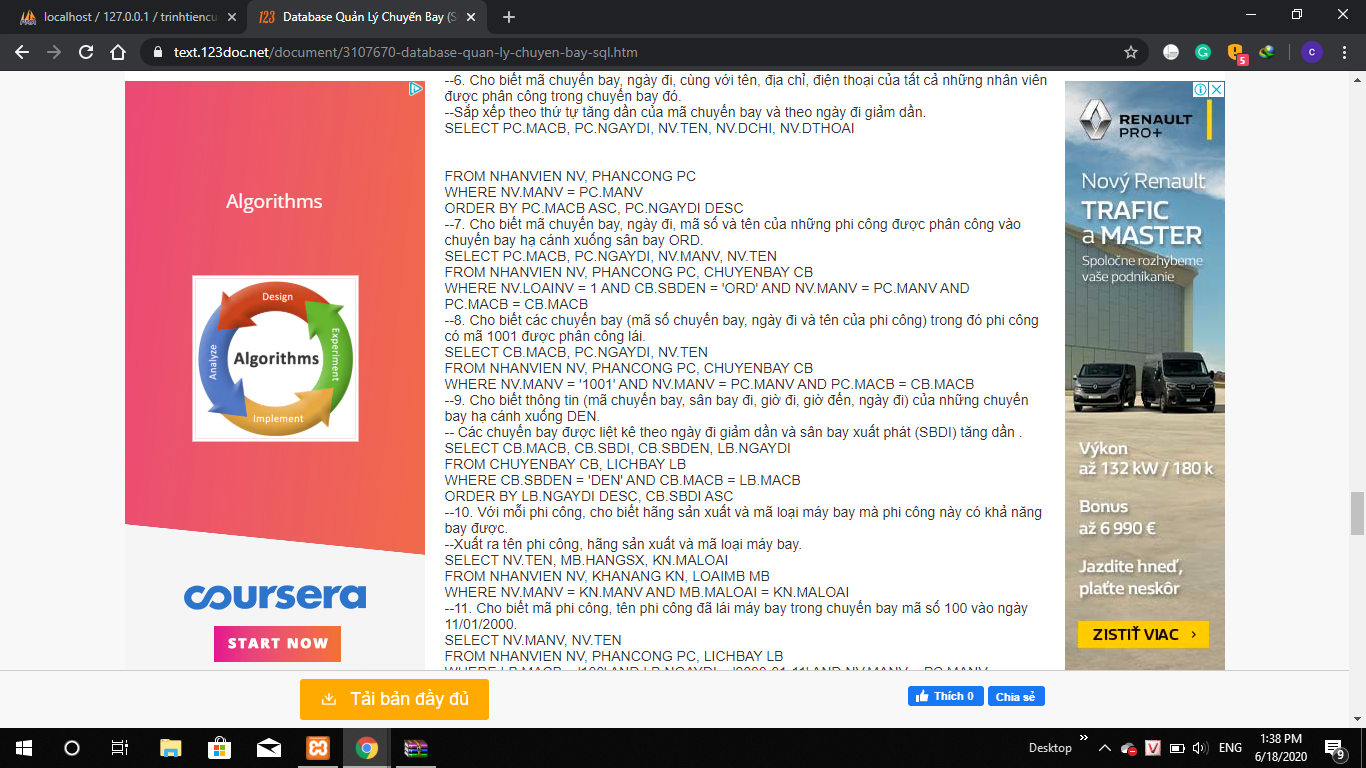 localhost / 127.0.0.1 / trinhtiencu
Database Quản Lý Chuyến Bay (S
text.123doc.net/document/3107670-database-quan-ly-chuyen-bay-sql.htm
--6. Cho biết mã chuyến bay, ngày đi, cùng với tên, địa chỉ, điện thoại của tất cả những nhân viên
được phân công trong chuyến bay đó.
--Sắp xếp theo thứ tự tăng dần của mã chuyến bay và theo ngày đi giảm dần.
SELECT PC.MACB, PC.NGAYDI, NV.TEN, NV.DCHI, NV.DTHOAI
FROM NHANVIEN NV, PHANCONG PC
WHERE NV.MANV = PC.MANV
ORDER BY PC.MACB ASC, PC.NGAYDI DESC
--7. Cho biết mã chuyến bay, ngày đi, mã số và tên của những phi công được phân công vào
chuyến bay hạ cánh xuống sân bay ORD.
SELECT PC.MACB, PC.NGAYDI, NV.MANV, NV.TEN
FROM NHANVIEN NV, PHANCONG PC, CHUYENBAY CB
WHERE NV.LOAINV = 1 AND CB.SBDEN = 'ORD' AND NV.MANV = PC.MANV AND
PC.MACB = CB.MACB
--8. Cho biết các chuyến bay (mã số chuyến bay, ngày đi và tên của phi công) trong đó phi công
có mã 1001 được phân công lái.
SELECT CB.MACB, PC.NGAYDI, NV.TEN
FROM NHANVIEN NV, PHANCONG PC, CHUYENBAY CB
WHERE NV.MANV = '1001' AND NV.MANV = PC.MANV AND PC.MACB = CB.MACB
--9. Cho biết thông tin (mã chuyến bay, sân bay đi, giờ đi, giờ đến, ngày đi) của những chuyến
bay hạ cánh xuống DEN.
-- Các chuyến bay được liệt kê theo ngày đi giảm dần và sân bay xuất phát (SBDI) tăng dần .
SELECT CB.MACB, CB.SBDI, CB.SBDEN, LB.NGAYDI
FROM CHUYENBAY CB, LICHBAY LB
WHERE CB.SBDEN = 'DEN' AND CB.MACB = LB.MACB
ORDER BY LB.NGAYDI DESC, CB.SBDI ASC
--10. Với mỗi phi công, cho biết hãng sản xuất và mã loại máy bay mà phi công này có khả năng
bay được.
--Xuất ra tên phi công, hãng sản xuất và mã loại máy bay.
SELECT NV.TEN, MB.HANGSX, KN.MALOAI
FROM NHANVIEN NV, KHANANG KN, LOAIMB MB
WHERE NV.MANV = KN.MANV AND MB.MALOAI = KN.MALOAI
--11. Cho biết mã phi công, tên phi công đã lái máy bay trong chuyến bay mã số 100 vào ngày
11/01/2000.
SELECT NV.MANV, NV.TEN
FROM NHANVIEN NV, PHANCONG PC, LICHBAY LB
WHERE LB.MACB = '100' AND LB.NGAYDI = '2000-01-11' AND NV.MANV = PC.MANV
Algorithms
Design
Experiment
Analyze
Algorithms
Implement
coursera
START NOW
RENAULT
PRO+
Nový Renault
TRAFIC
a MASTER
Spoločne rozhýbeme
vaše podnikanie
Výkon
až 132 kW / 180 k
Bonus
až 6 990 €
Jazdite hneď,
plaťte neskôr
ZISTIŤ VIAC
Tải bản đầy đủ
Thích 0
Chia sẻ
Desktop
ENG
1:38 PM
6/18/2020
9